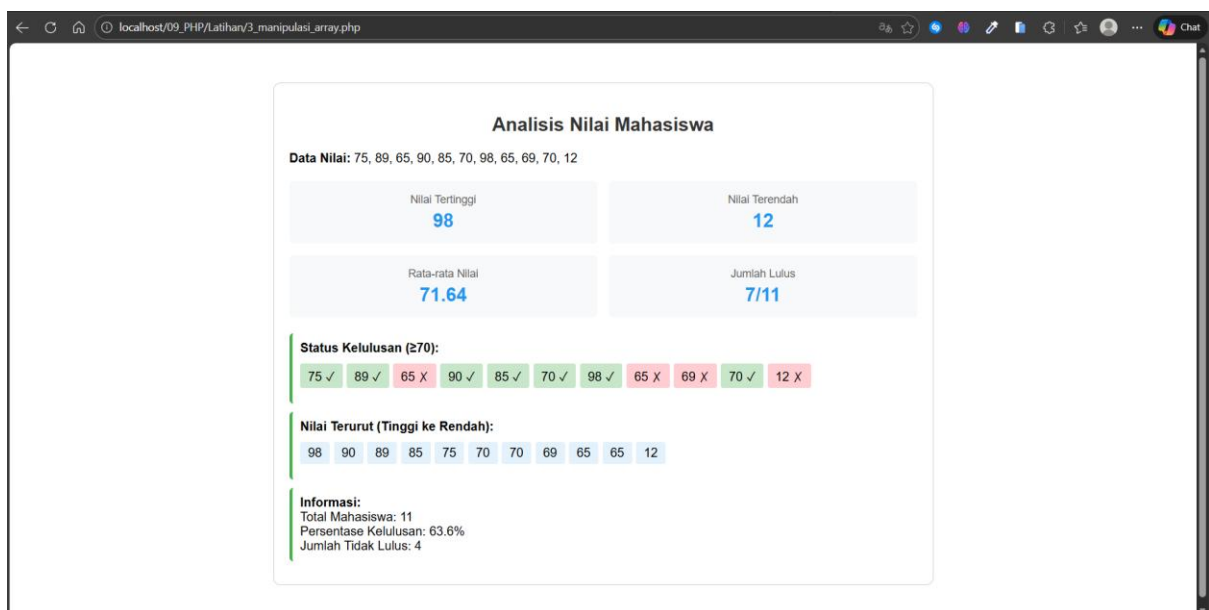 localhost/09_PHP/Latihan/3_manipulasi_array.php
Chat
Analisis Nilai Mahasiswa
Data Nilai: 75, 89, 65, 90, 85, 70, 98, 65, 69, 70, 12
Nilai Tertinggi
98
Nilai Terendah
12
Rata-rata Nilai
71.64
Jumlah Lulus
7/11
Status Kelulusan (≥70):
75 ✓ 89 ✓ 65 ✗ 90 ✓ 85 ✓ 70 ✓ 98 ✓ 65 ✗ 69 ✗ 70 ✓ 12 ✗
Nilai Terurut (Tinggi ke Rendah):
98 90 89 85 75 70 70 69 65 65 12
Informasi:
Total Mahasiswa: 11
Persentase Kelulusan: 63.6%
Jumlah Tidak Lulus: 4